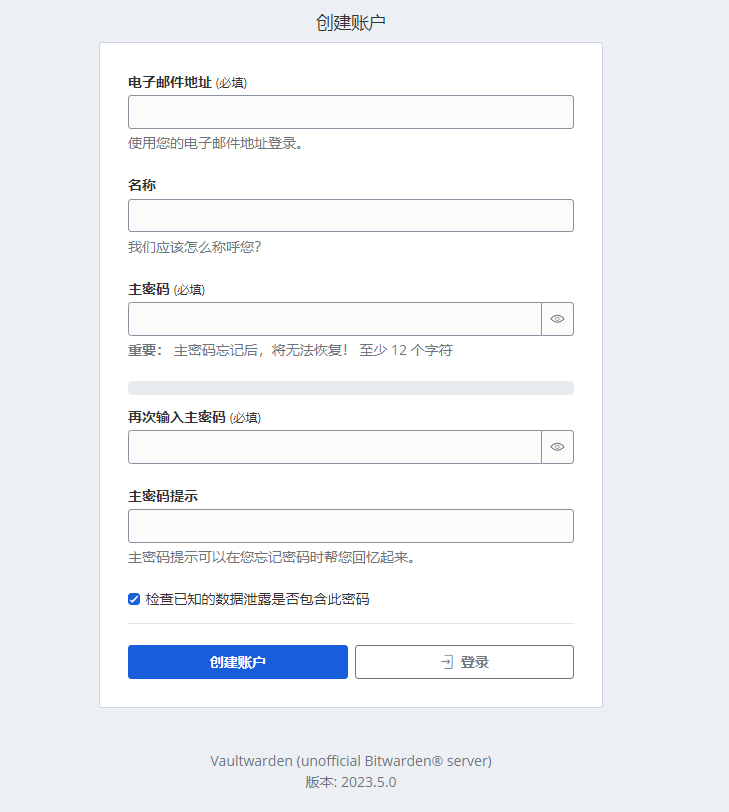 创建账户
电子邮件地址 (必填)
使用您的电子邮件地址登录。
名称
我们应该怎么称呼您?
主密码 (必填)
重要： 主密码忘记后，将无法恢复！ 至少 12 个字符
再次输入主密码 (必填)
主密码提示
主密码提示可以在您忘记密码时帮您回忆起来。
检查已知的数据泄露是否包含此密码
创建账户
登录
Vaultwarden (unofficial Bitwarden® server)
版本: 2023.5.0